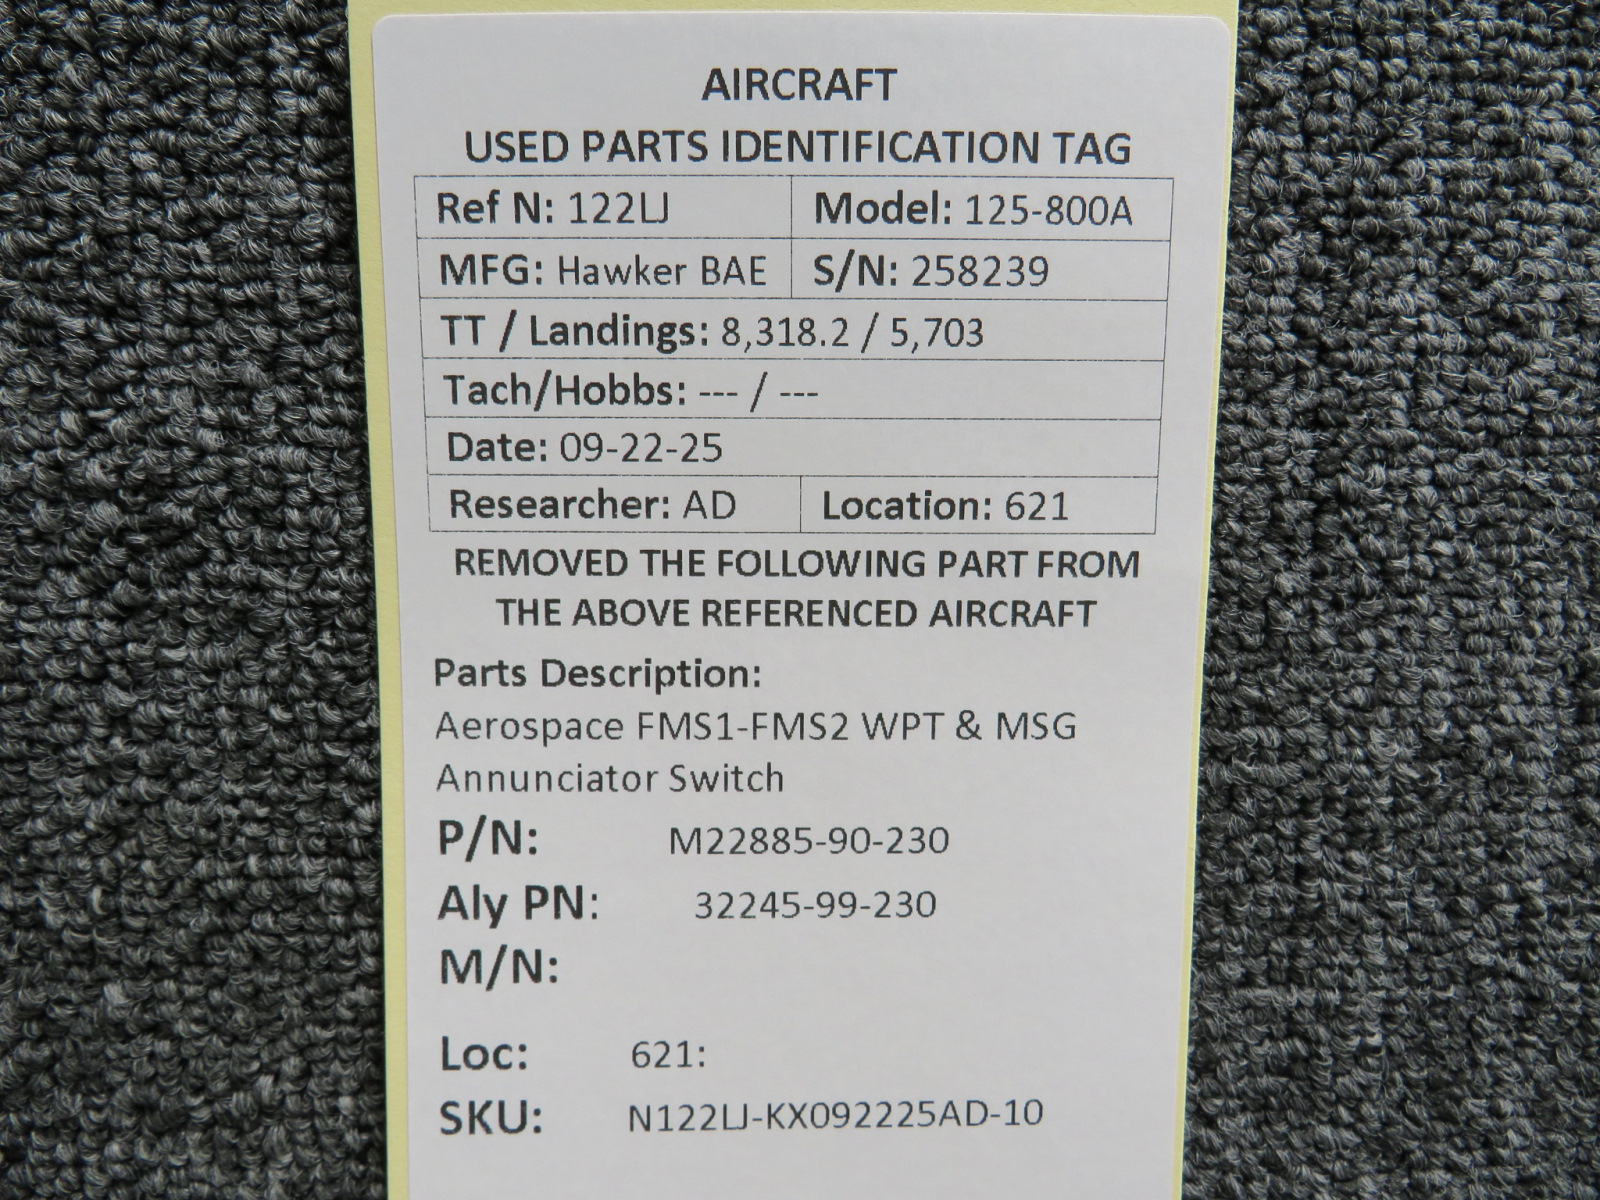 AIRCRAFT
USED PARTS IDENTIFICATION TAG
Ref N: 122LJ Model: 125-800A
MFG: Hawker BAE S/N: 258239
TT / Landings: 8,318.2 / 5,703
Tach/Hobbs: --- / ---
Date: 09-22-25
Researcher: AD Location: 621
REMOVED THE FOLLOWING PART FROM
THE ABOVE REFERENCED AIRCRAFT
Parts Description:
Aerospace FMS1-FMS2 WPT & MSG
Annunciator Switch
P/N: M22885-90-230
Aly PN: 32245-99-230
M/N:
Loc: 621:
SKU: N122LJ-KX092225AD-10